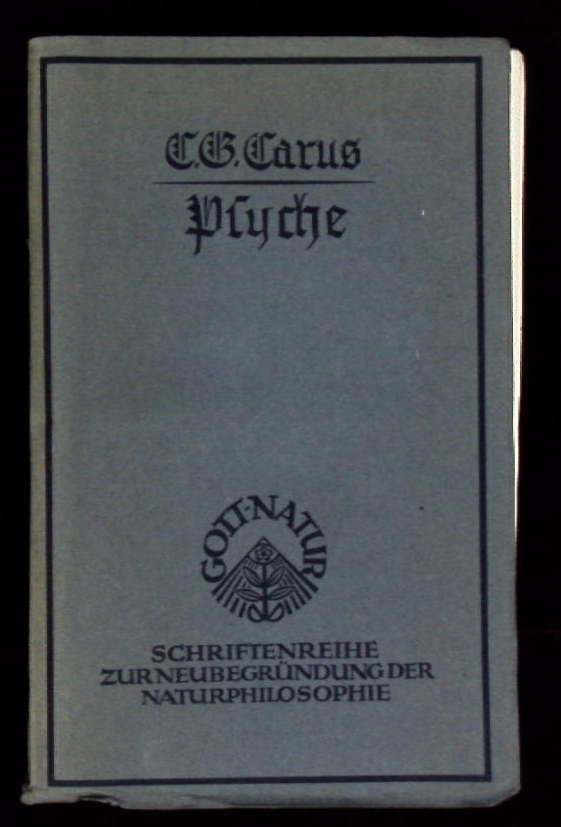 C.G.Carus
Psyche
GOTT-NATUR
SCHRIFTENREIHE
ZUR NEUBEGRÜNDUNG DER
NATURPHILOSOPHIE